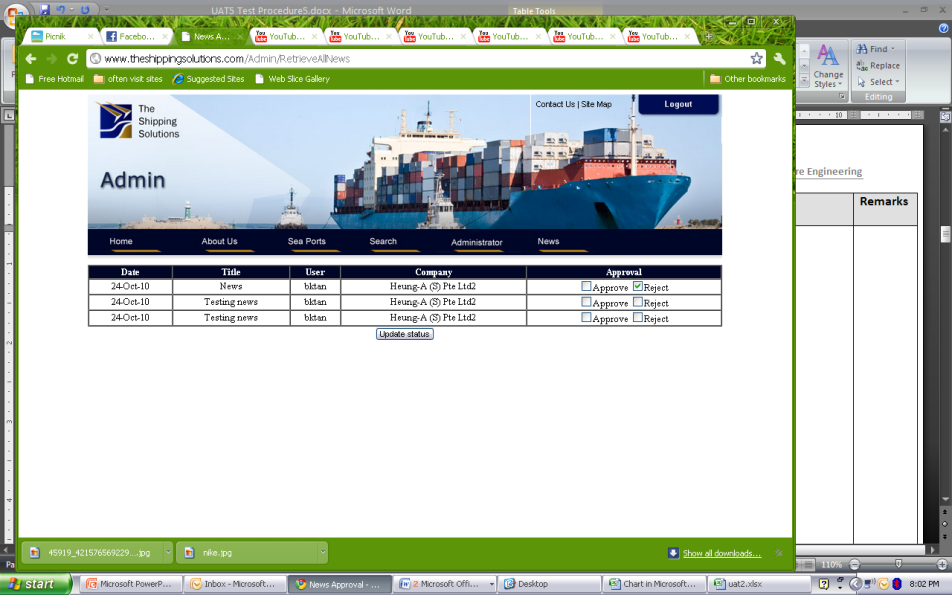 UAT5 Test Procedure5.docx - Microsoft Word
Table Tools
Picnik
Facebo...
News A...
YouTub...
YouTub...
YouTub...
YouTub...
YouTub...
YouTub...
www.theshippingsolutions.com/Admin/RetrieveAllNews
Free Hotmail often visit sites Suggested Sites Web Slice Gallery Other bookmarks
Change Styles
Find
Replace
Select
Editing
The
Shipping
Solutions
Contact Us | Site Map
Logout
Admin
Home About Us Sea Ports Search Administrator News
Date Title User Company Approval
24-Oct-10 News bktan Heung-A (S) Pte Ltd2 Approve Reject
24-Oct-10 Testing news bktan Heung-A (S) Pte Ltd2 Approve Reject
24-Oct-10 Testing news bktan Heung-A (S) Pte Ltd2 Approve Reject
Update status
re Engineering
Remarks
45919_421576569229....jpg
nike.jpg
Show all downloads...
Pa
110%
start
Microsoft PowerP...
Inbox - Microsoft...
News Approval - ...
2 Microsoft Offi...
Desktop
Chart in Microsoft...
uat2.xlsx
8:02 PM